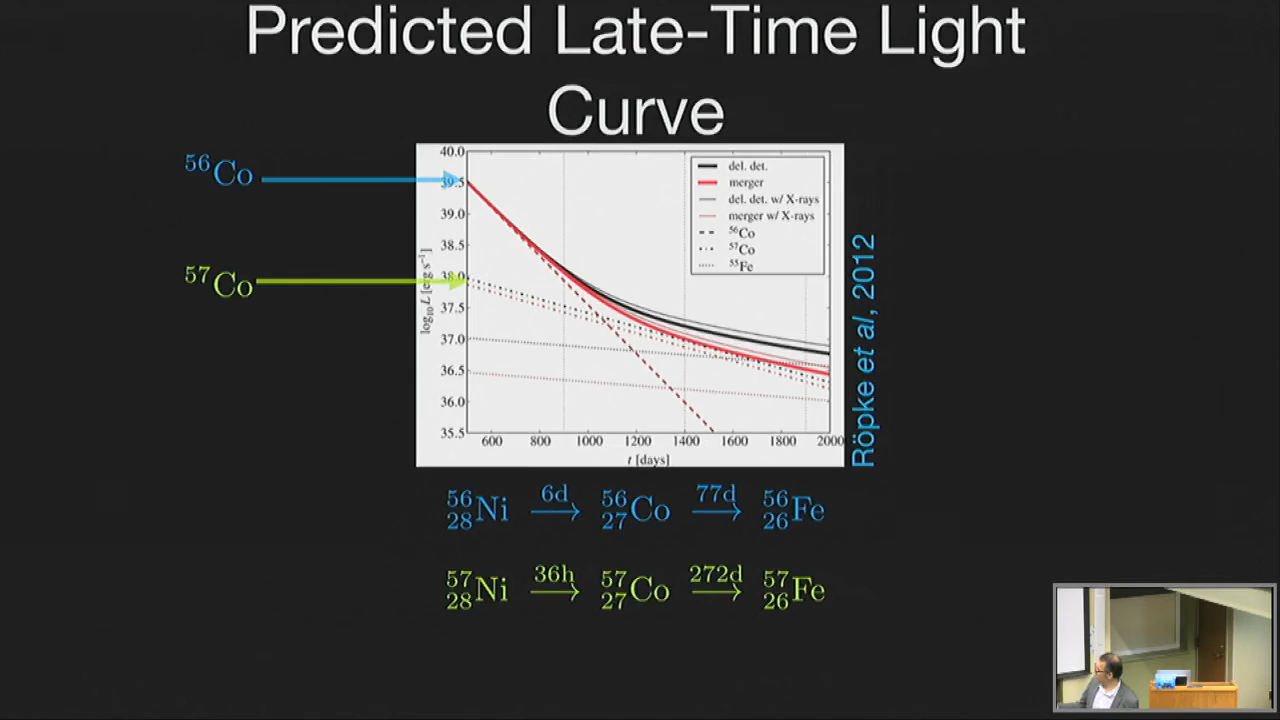 Predicted Late-Time Light
Curve
⁵⁶Co
⁵⁷Co
40.0
39.5
39.0
38.5
38.0
37.5
37.0
36.5
36.0
35.5
log₁₀ L [erg s⁻¹]
del. det.
merger
del. det. w/ X-rays
merger w/ X-rays
⁵⁶Co
⁵⁷Co
⁵⁵Fe
600 800 1000 1200 1400 1600 1800 2000
t [days]
Röpke et al, 2012
⁵⁶₂₈Ni 6d→ ⁵⁶₂₇Co 77d→ ⁵⁶₂₆Fe
⁵⁷₂₈Ni 36h→ ⁵⁷₂₇Co 272d→ ⁵⁷₂₆Fe